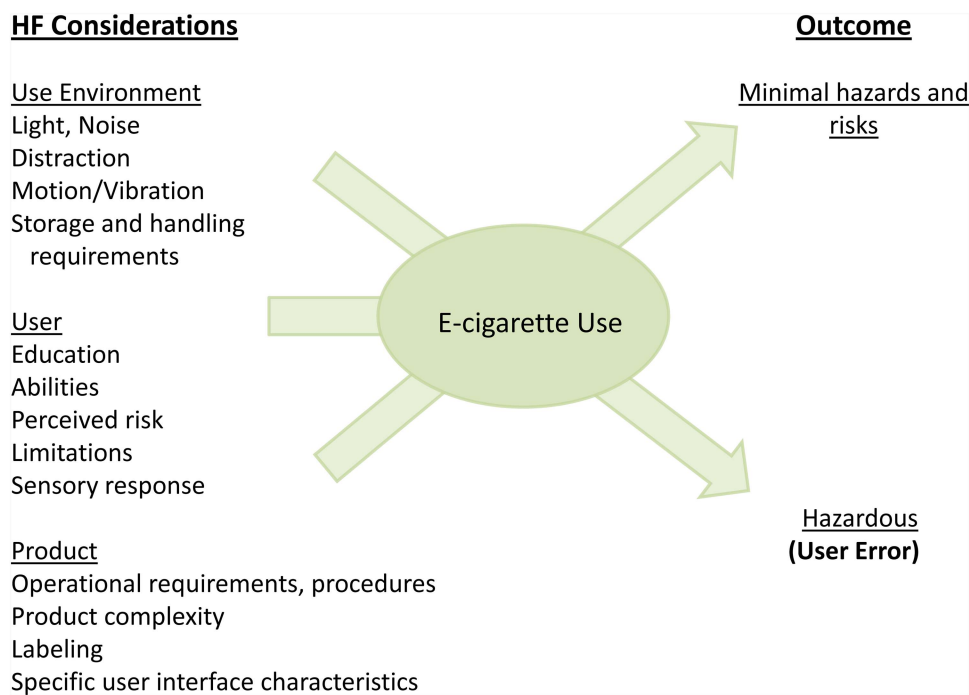 HF Considerations
Use Environment
Light, Noise
Distraction
Motion/Vibration
Storage and handling
requirements
User
Education
Abilities
Perceived risk
Limitations
Sensory response
Product
Operational requirements, procedures
Product complexity
Labeling
Specific user interface characteristics
E-cigarette Use
Outcome
Minimal hazards and
risks
Hazardous
(User Error)